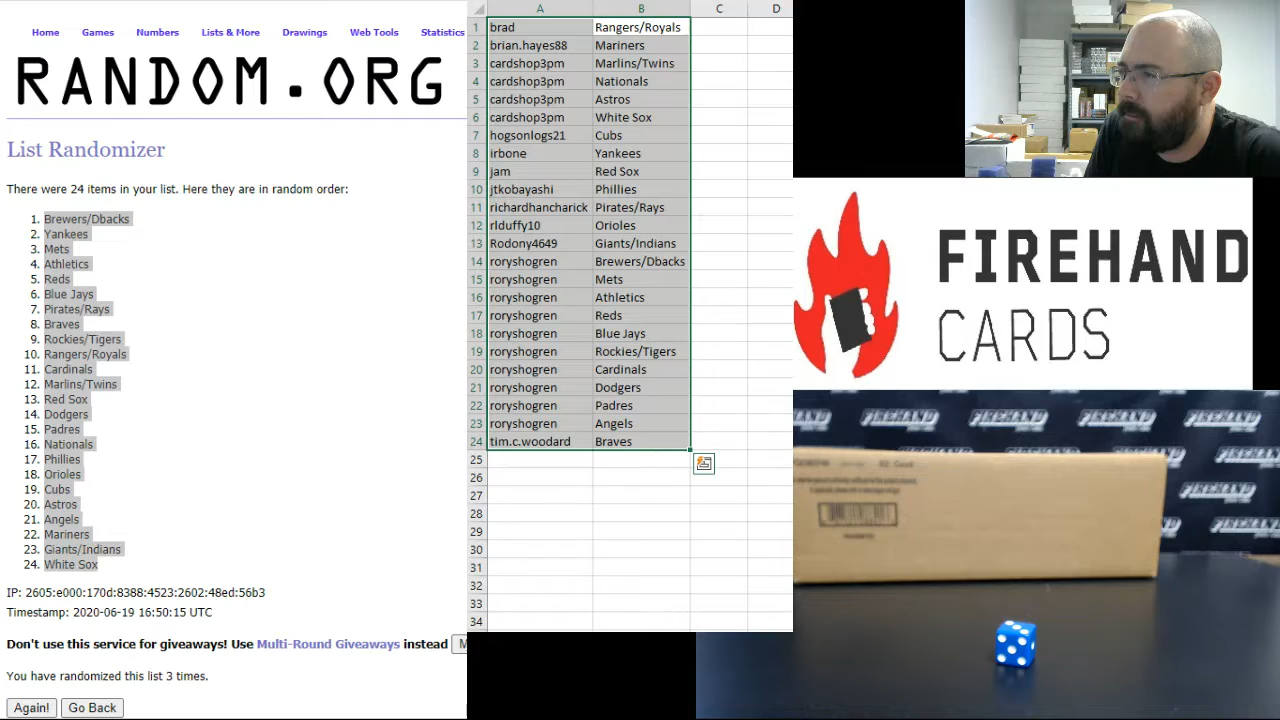 Home Games Numbers Lists & More Drawings Web Tools Statistics
RANDOM.ORG
List Randomizer
There were 24 items in your list. Here they are in random order:
1. Brewers/Dbacks
2. Yankees
3. Mets
4. Athletics
5. Reds
6. Blue Jays
7. Pirates/Rays
8. Braves
9. Rockies/Tigers
10. Rangers/Royals
11. Cardinals
12. Marlins/Twins
13. Red Sox
14. Dodgers
15. Padres
16. Nationals
17. Phillies
18. Orioles
19. Cubs
20. Astros
21. Angels
22. Mariners
23. Giants/Indians
24. White Sox
IP: 2605:e000:170d:8388:4523:2602:48ed:56b3
Timestamp: 2020-06-19 16:50:15 UTC
Don't use this service for giveaways! Use Multi-Round Giveaways instead
You have randomized this list 3 times.
Again! Go Back
A B C D
1 brad Rangers/Royals
2 brian.hayes88 Mariners
3 cardshop3pm Marlins/Twins
4 cardshop3pm Nationals
5 cardshop3pm Astros
6 cardshop3pm White Sox
7 hogsonlogs21 Cubs
8 irbone Yankees
9 jam Red Sox
10 jtkobayashi Phillies
11 richardhancharick Pirates/Rays
12 rlduffy10 Orioles
13 Rodony4649 Giants/Indians
14 roryshogren Brewers/Dbacks
15 roryshogren Mets
16 roryshogren Athletics
17 roryshogren Reds
18 roryshogren Blue Jays
19 roryshogren Rockies/Tigers
20 roryshogren Cardinals
21 roryshogren Dodgers
22 roryshogren Padres
23 roryshogren Angels
24 tim.c.woodard Braves
25
26
27
28
29
30
31
32
33
34
FIREHAND
CARDS
FIREHAND FIREHAND FIREHAND